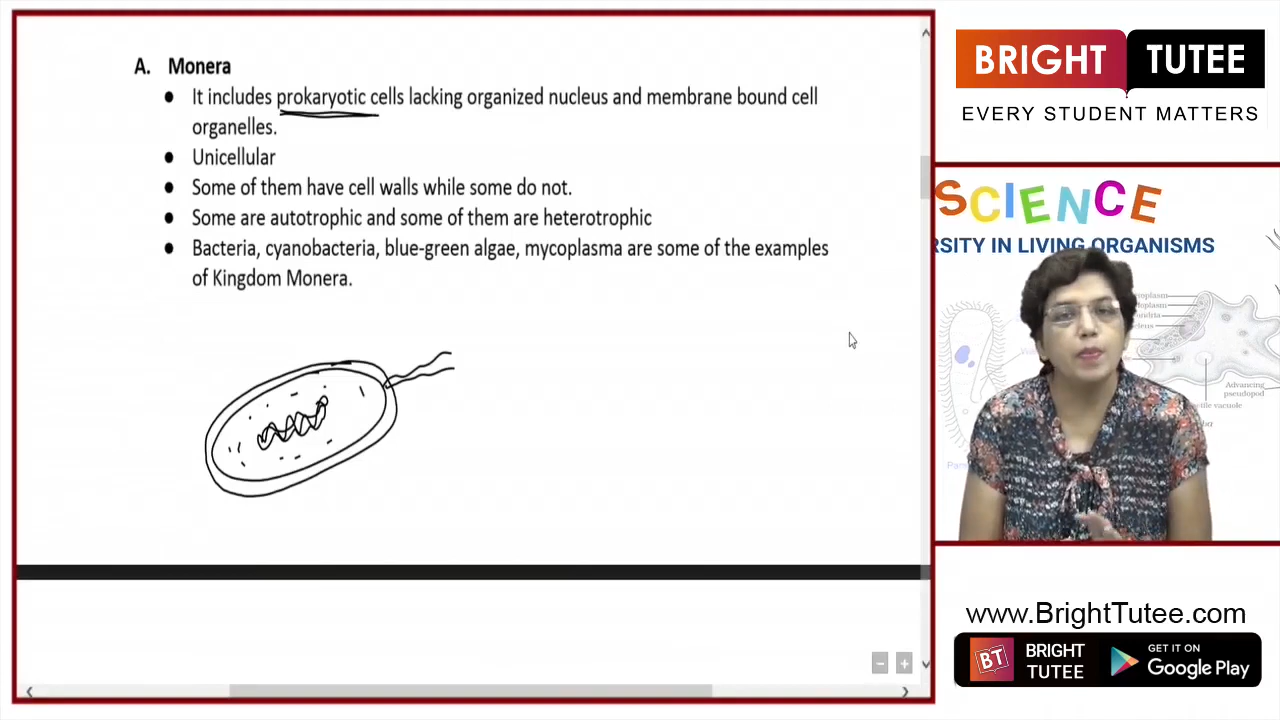 A. Monera
● It includes prokaryotic cells lacking organized nucleus and membrane bound cell
organelles.
● Unicellular
● Some of them have cell walls while some do not.
● Some are autotrophic and some of them are heterotrophic
● Bacteria, cyanobacteria, blue-green algae, mycoplasma are some of the examples
of Kingdom Monera.
BRIGHT TUTEE
EVERY STUDENT MATTERS
SCIENCE
RSITY IN LIVING ORGANISMS
Advancing
pseudopod
www.BrightTutee.com
BT
BRIGHT
TUTEE
GET IT ON
Google Play